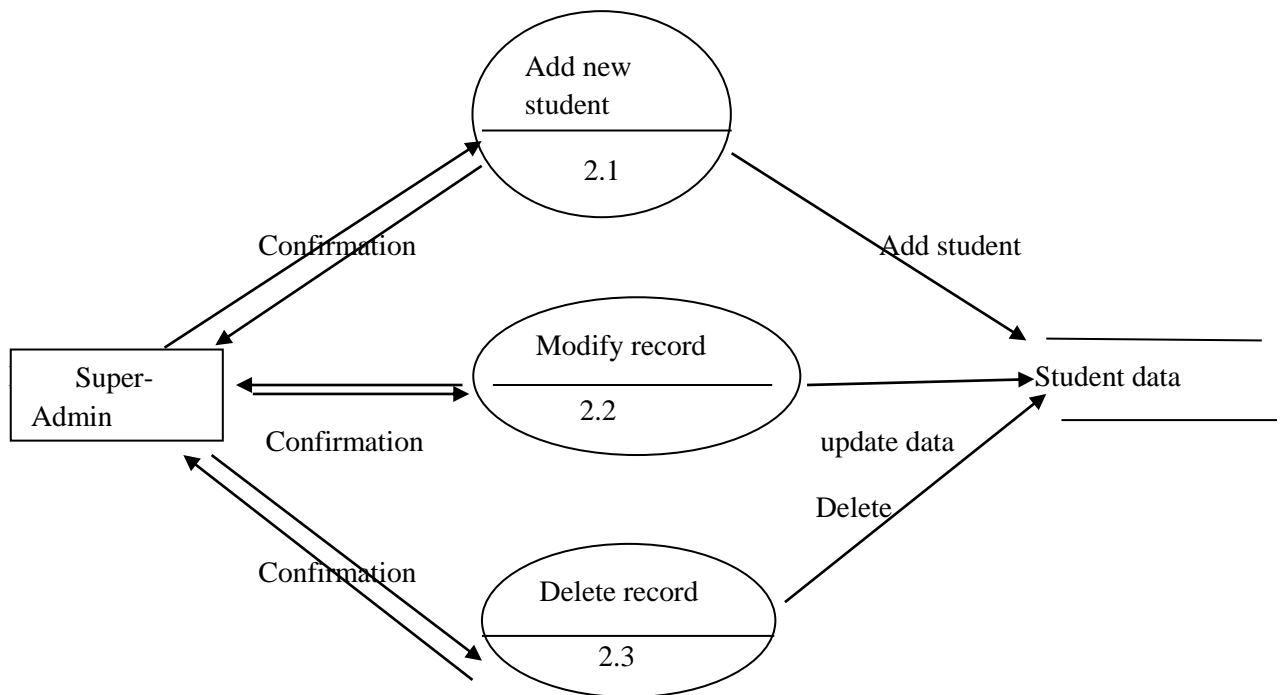 Add new
student
2.1
Confirmation
Add student
Modify record
2.2
Super-
Admin
Student data
Confirmation
update data
Delete
Confirmation
Delete record
2.3